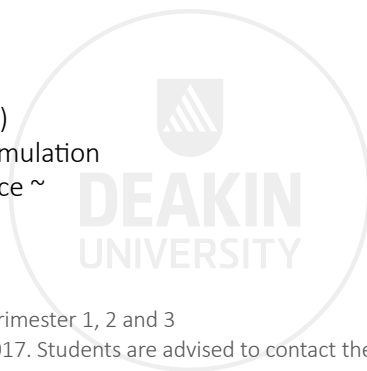 )
mulation
ce ~
DEAKIN
UNIVERSITY
rimester 1, 2 and 3
017. Students are advised to contact the